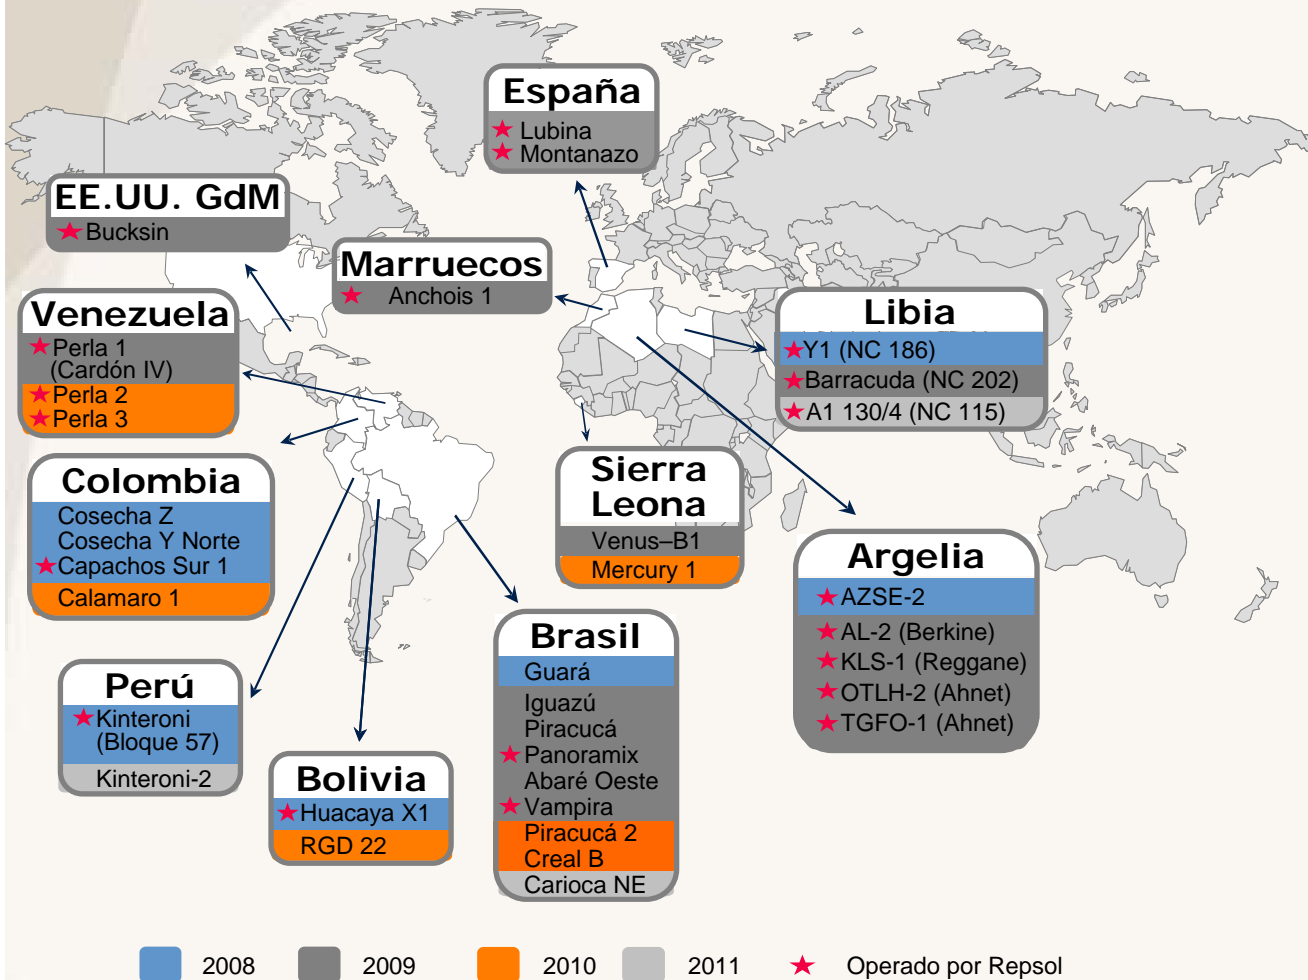 España
Lubina
Montanazo
EE.UU. GdM
Bucksin
Marruecos
Anchois 1
Venezuela
Perla 1
(Cardón IV)
Perla 2
Perla 3
Libia
Y1 (NC 186)
Barracuda (NC 202)
A1 130/4 (NC 115)
Colombia
Cosecha Z
Cosecha Y Norte
Capachos Sur 1
Calamaro 1
Sierra
Leona
Venus–B1
Mercury 1
Argelia
AZSE-2
AL-2 (Berkine)
KLS-1 (Reggane)
OTLH-2 (Ahnet)
TGFO-1 (Ahnet)
Perú
Kinteroni
(Bloque 57)
Kinteroni-2
Bolivia
Huacaya X1
RGD 22
Brasil
Guará
Iguazú
Piracucá
Panoramix
Abaré Oeste
Vampira
Piracucá 2
Creal B
Carioca NE
2008 2009 2010 2011 Operado por Repsol